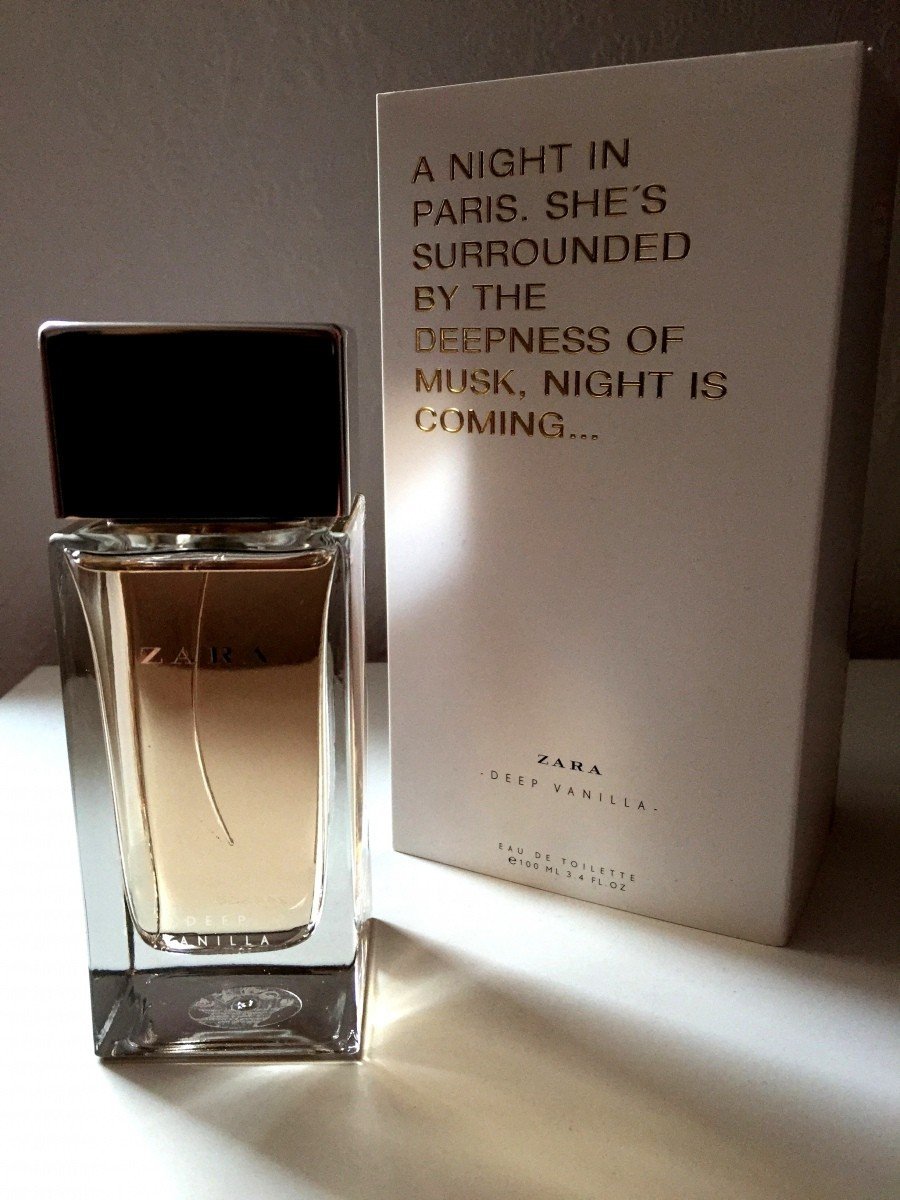 A NIGHT IN
PARIS. SHE´S
SURROUNDED
BY THE
DEEPNESS OF
MUSK, NIGHT IS
COMING...
ZARA
-DEEP VANILLA-
EAU DE TOILETTE
℮100 ML 3.4 FL.OZ
ZARA
DEEP
VANILLA